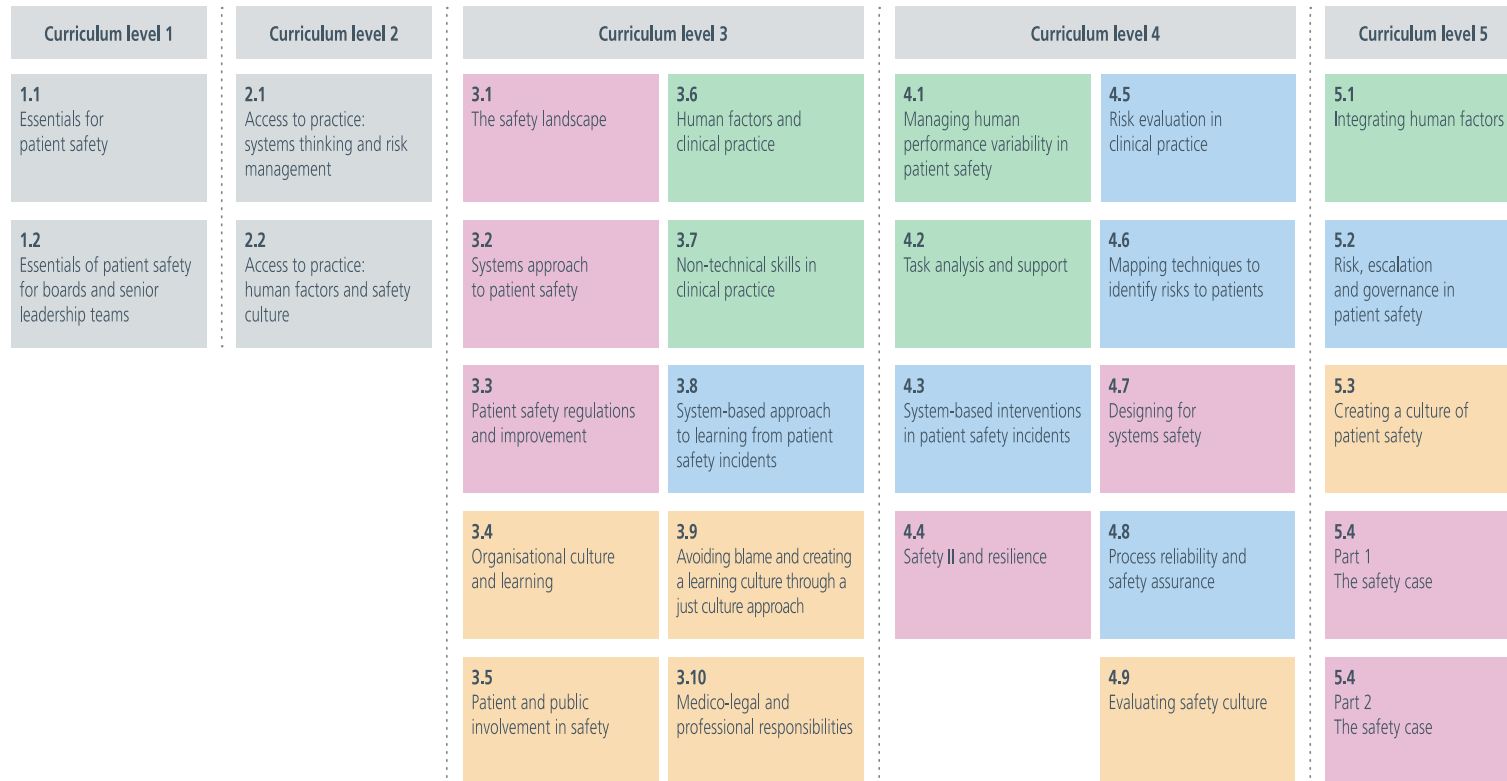 Curriculum level 1
Curriculum level 2
Curriculum level 3
Curriculum level 4
Curriculum level 5
1.1
Essentials for
patient safety
1.2
Essentials of patient safety
for boards and senior
leadership teams
2.1
Access to practice:
systems thinking and risk
management
2.2
Access to practice:
human factors and safety
culture
3.1
The safety landscape
3.2
Systems approach
to patient safety
3.3
Patient safety regulations
and improvement
3.4
Organisational culture
and learning
3.5
Patient and public
involvement in safety
3.6
Human factors and
clinical practice
3.7
Non-technical skills in
clinical practice
3.8
System-based approach
to learning from patient
safety incidents
3.9
Avoiding blame and creating
a learning culture through a
just culture approach
3.10
Medico-legal and
professional responsibilities
4.1
Managing human
performance variability in
patient safety
4.2
Task analysis and support
4.3
System-based interventions
in patient safety incidents
4.4
Safety II and resilience
4.5
Risk evaluation in
clinical practice
4.6
Mapping techniques to
identify risks to patients
4.7
Designing for
systems safety
4.8
Process reliability and
safety assurance
4.9
Evaluating safety culture
5.1
Integrating human factors
5.2
Risk, escalation
and governance in
patient safety
5.3
Creating a culture of
patient safety
5.4
Part 1
The safety case
5.4
Part 2
The safety case